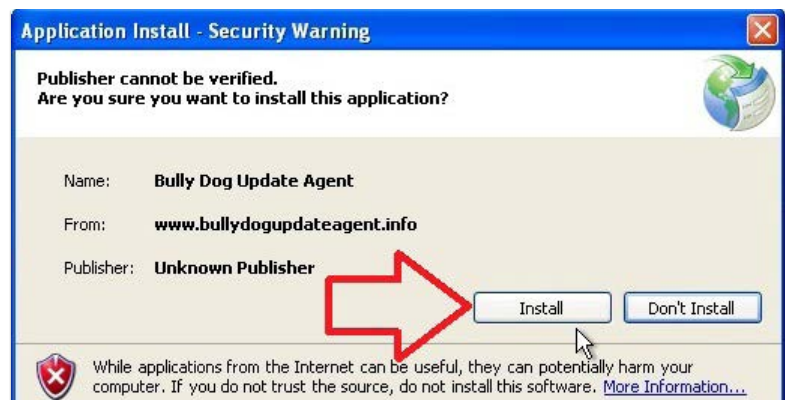 Application Install - Security Warning
Publisher cannot be verified.
Are you sure you want to install this application?
Name: Bully Dog Update Agent
From: www.bullydogupdateagent.info
Publisher: Unknown Publisher
Install Don't Install
While applications from the Internet can be useful, they can potentially harm your
computer. If you do not trust the source, do not install this software. More Information...